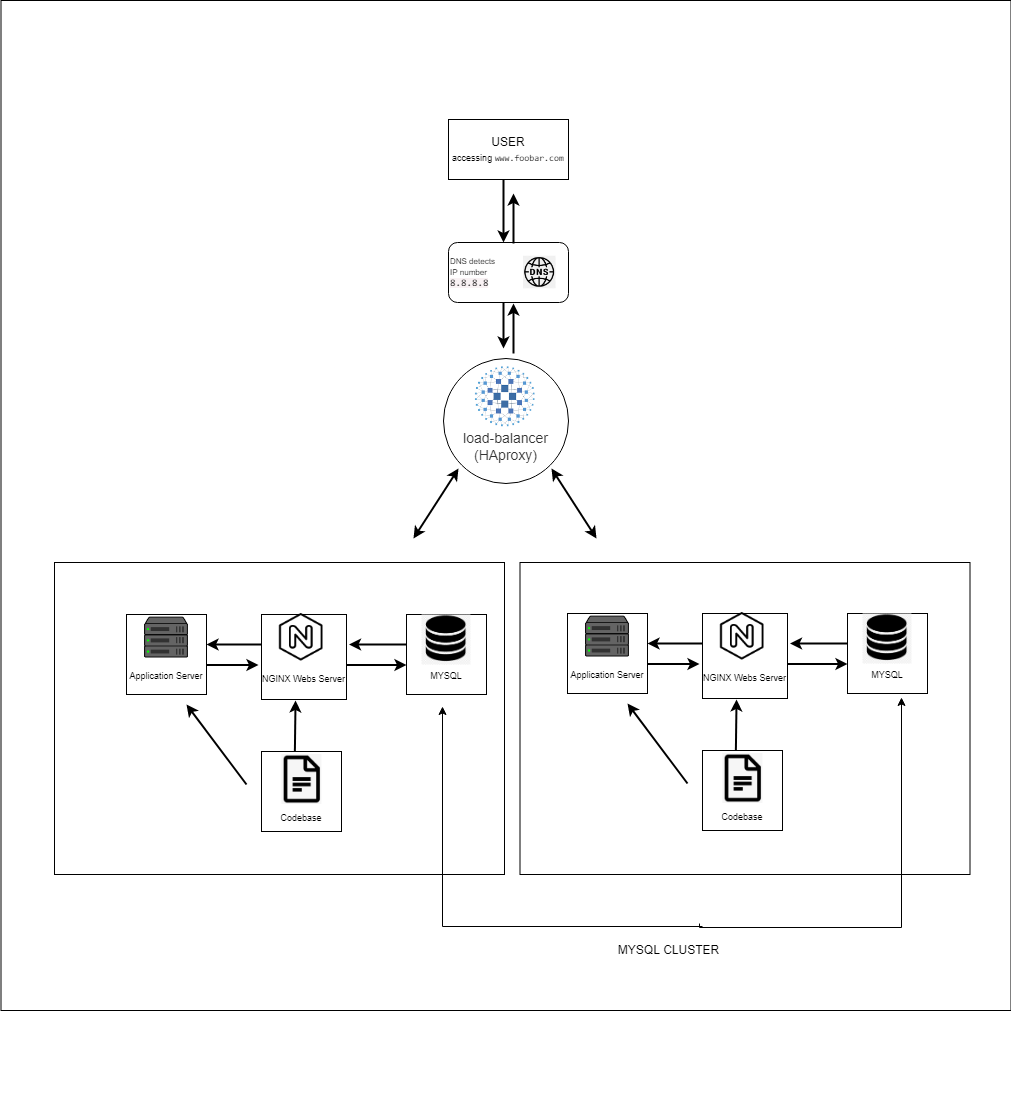 USER
accessing www.foobar.com
DNS detects
IP number
8.8.8.8
DNS
load-balancer
(HAproxy)
Application Server
NGINX Webs Server
MYSQL
Codebase
Application Server
NGINX Webs Server
MYSQL
Codebase
MYSQL CLUSTER